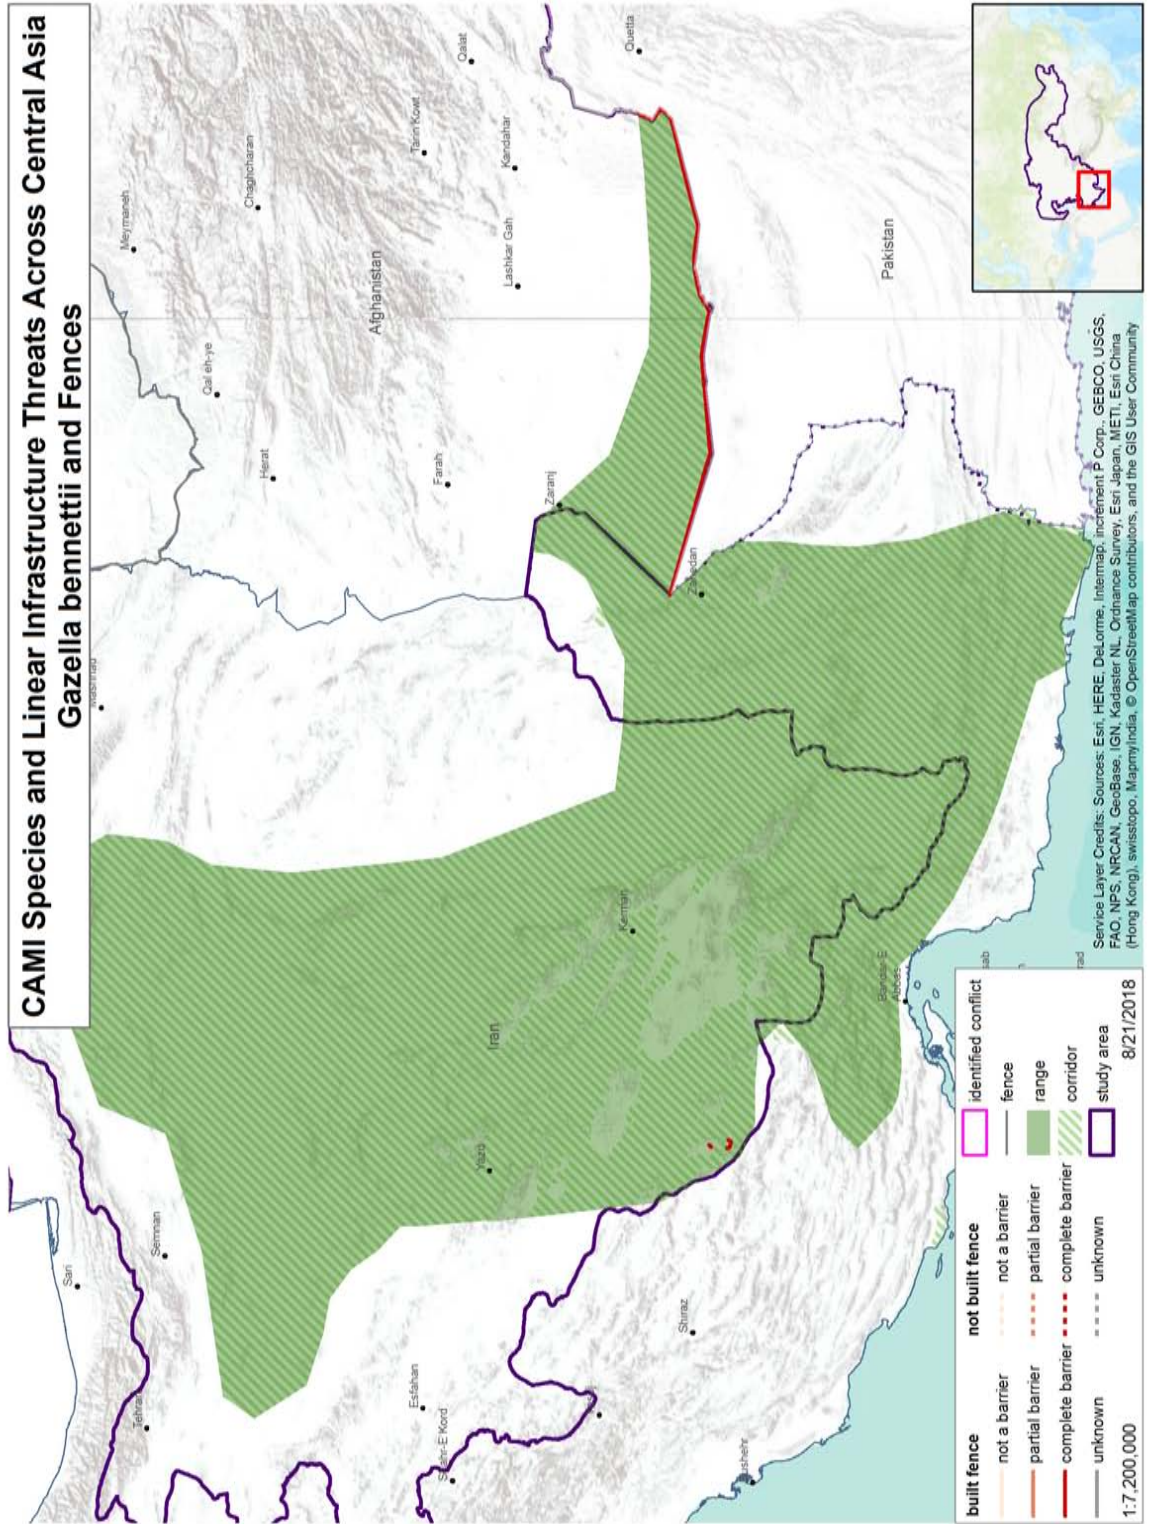 CAMI Species and Linear Infrastructure Threats Across Central Asia
Gazella bennettii and Fences
Sari
Semnan
Tehran
Esfahan
Shahr-E Kord
Shiraz
Yazd
Iran
Kerman
Bandar-E
Abbas
Mashhad
Herat
Qal eh-ye
Meymaneh
Chaghcharan
Farah
Zaranj
Zahedan
Afghanistan
Tarin Kowt
Lashkar Gah
Kandahar
Qalat
Quetta
Pakistan
built fence
not a barrier
partial barrier
complete barrier
unknown
not built fence
not a barrier
partial barrier
complete barrier
unknown
identified conflict
fence
range
corridor
study area
1:7,200,000
8/21/2018
Service Layer Credits: Sources: Esri, HERE, DeLorme, Intermap, increment P Corp., GEBCO, USGS,
FAO, NPS, NRCAN, GeoBase, IGN, Kadaster NL, Ordnance Survey, Esri Japan, METI, Esri China
(Hong Kong), swisstopo, MapmyIndia, © OpenStreetMap contributors, and the GIS User Community